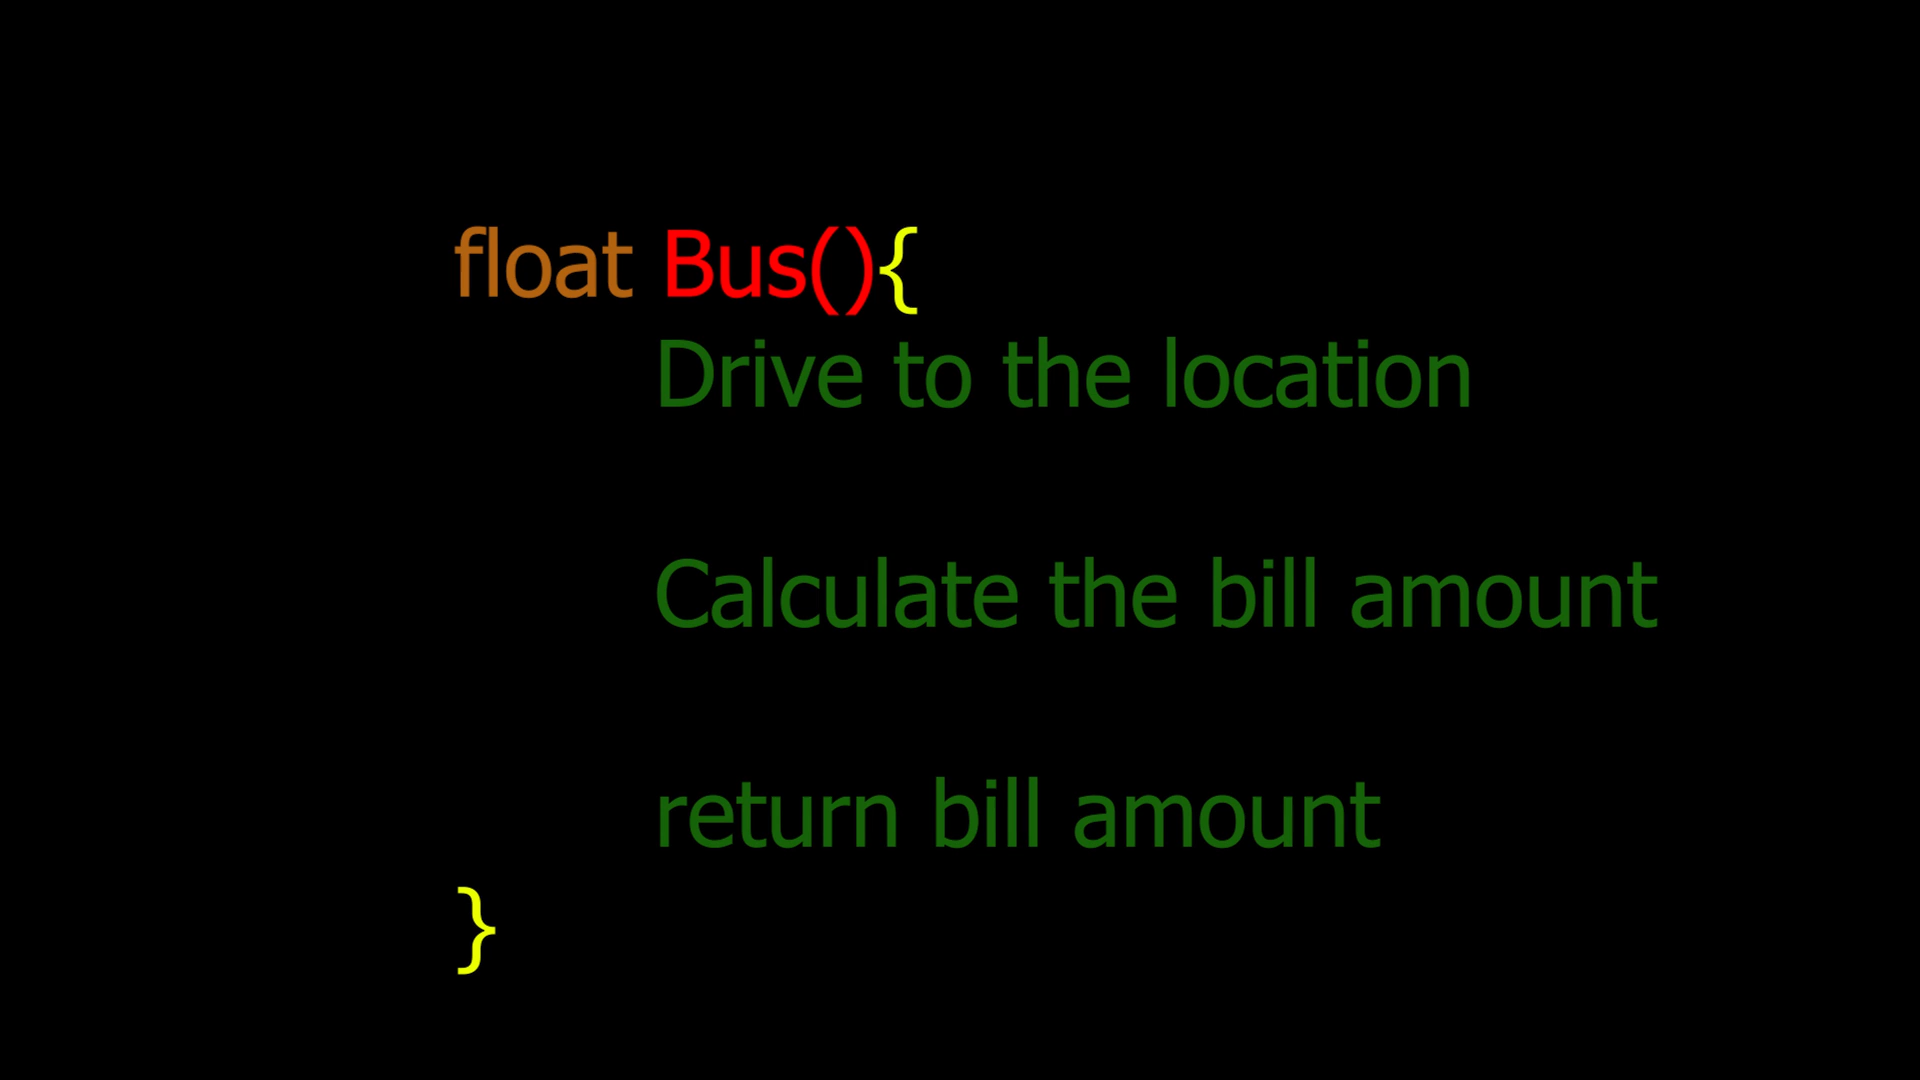 float Bus(){
Drive to the location
Calculate the bill amount
return bill amount
}